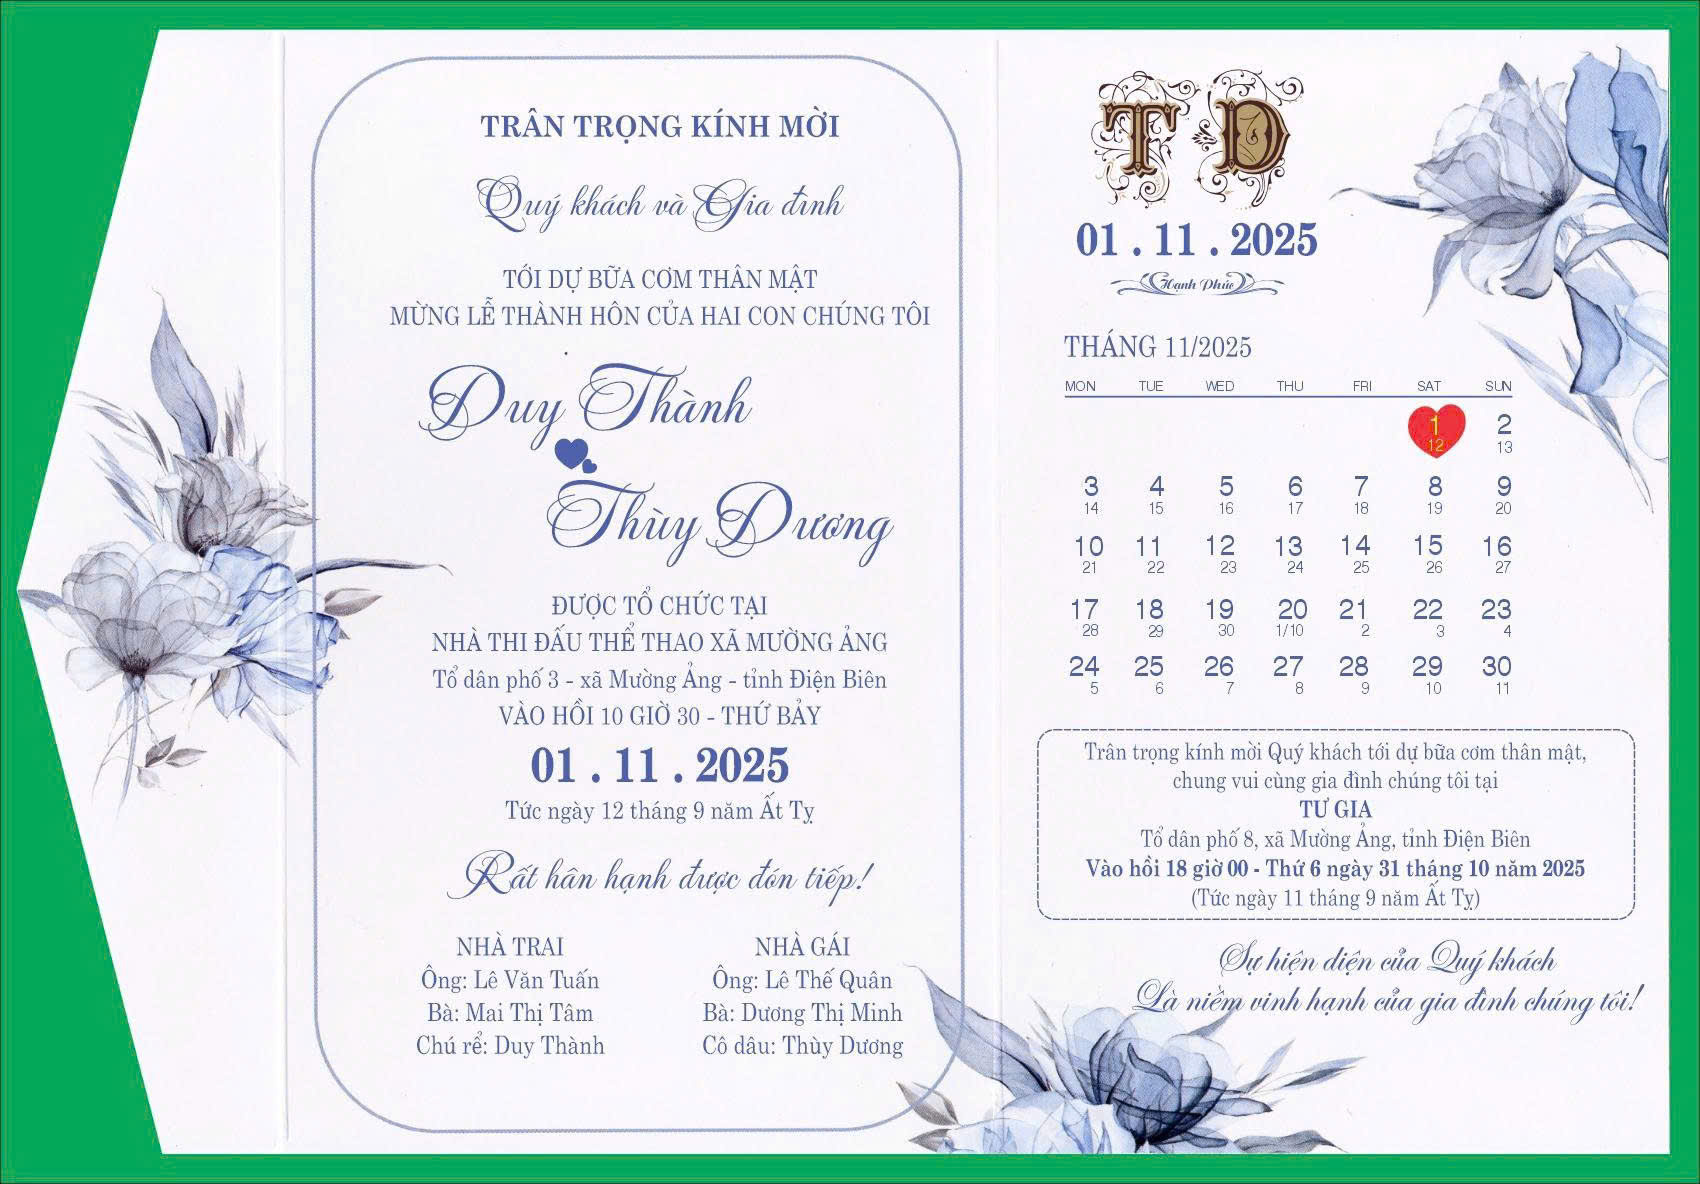 TRÂN TRỌNG KÍNH MỜI
Quý khách và Gia đình
TỚI DỰ BỮA CƠM THÂN MẬT
MỪNG LỄ THÀNH HÔN CỦA HAI CON CHÚNG TÔI
Duy Thành
Thùy Dương
ĐƯỢC TỔ CHỨC TẠI
NHÀ THI ĐẤU THỂ THAO XÃ MƯỜNG ẢNG
Tổ dân phố 3 - xã Mường Ảng - tỉnh Điện Biên
VÀO HỒI 10 GIỜ 30 - THỨ BẢY
01 . 11 . 2025
Tức ngày 12 tháng 9 năm Ất Tỵ
Rất hân hạnh được đón tiếp!
NHÀ TRAI
Ông: Lê Văn Tuấn
Bà: Mai Thị Tâm
Chú rể: Duy Thành
NHÀ GÁI
Ông: Lê Thế Quân
Bà: Dương Thị Minh
Cô dâu: Thùy Dương
T D
01 . 11 . 2025
Hạnh Phúc
THÁNG 11/2025
MON TUE WED THU FRI SAT SUN
1 2
12 13
3 4 5 6 7 8 9
14 15 16 17 18 19 20
10 11 12 13 14 15 16
21 22 23 24 25 26 27
17 18 19 20 21 22 23
28 29 30 1/10 2 3 4
24 25 26 27 28 29 30
5 6 7 8 9 10 11
Trân trọng kính mời Quý khách tới dự bữa cơm thân mật,
chung vui cùng gia đình chúng tôi tại
TƯ GIA
Tổ dân phố 8, xã Mường Ảng, tỉnh Điện Biên
Vào hồi 18 giờ 00 - Thứ 6 ngày 31 tháng 10 năm 2025
(Tức ngày 11 tháng 9 năm Ất Tỵ)
Sự hiện diện của Quý khách
Là niềm vinh hạnh của gia đình chúng tôi!